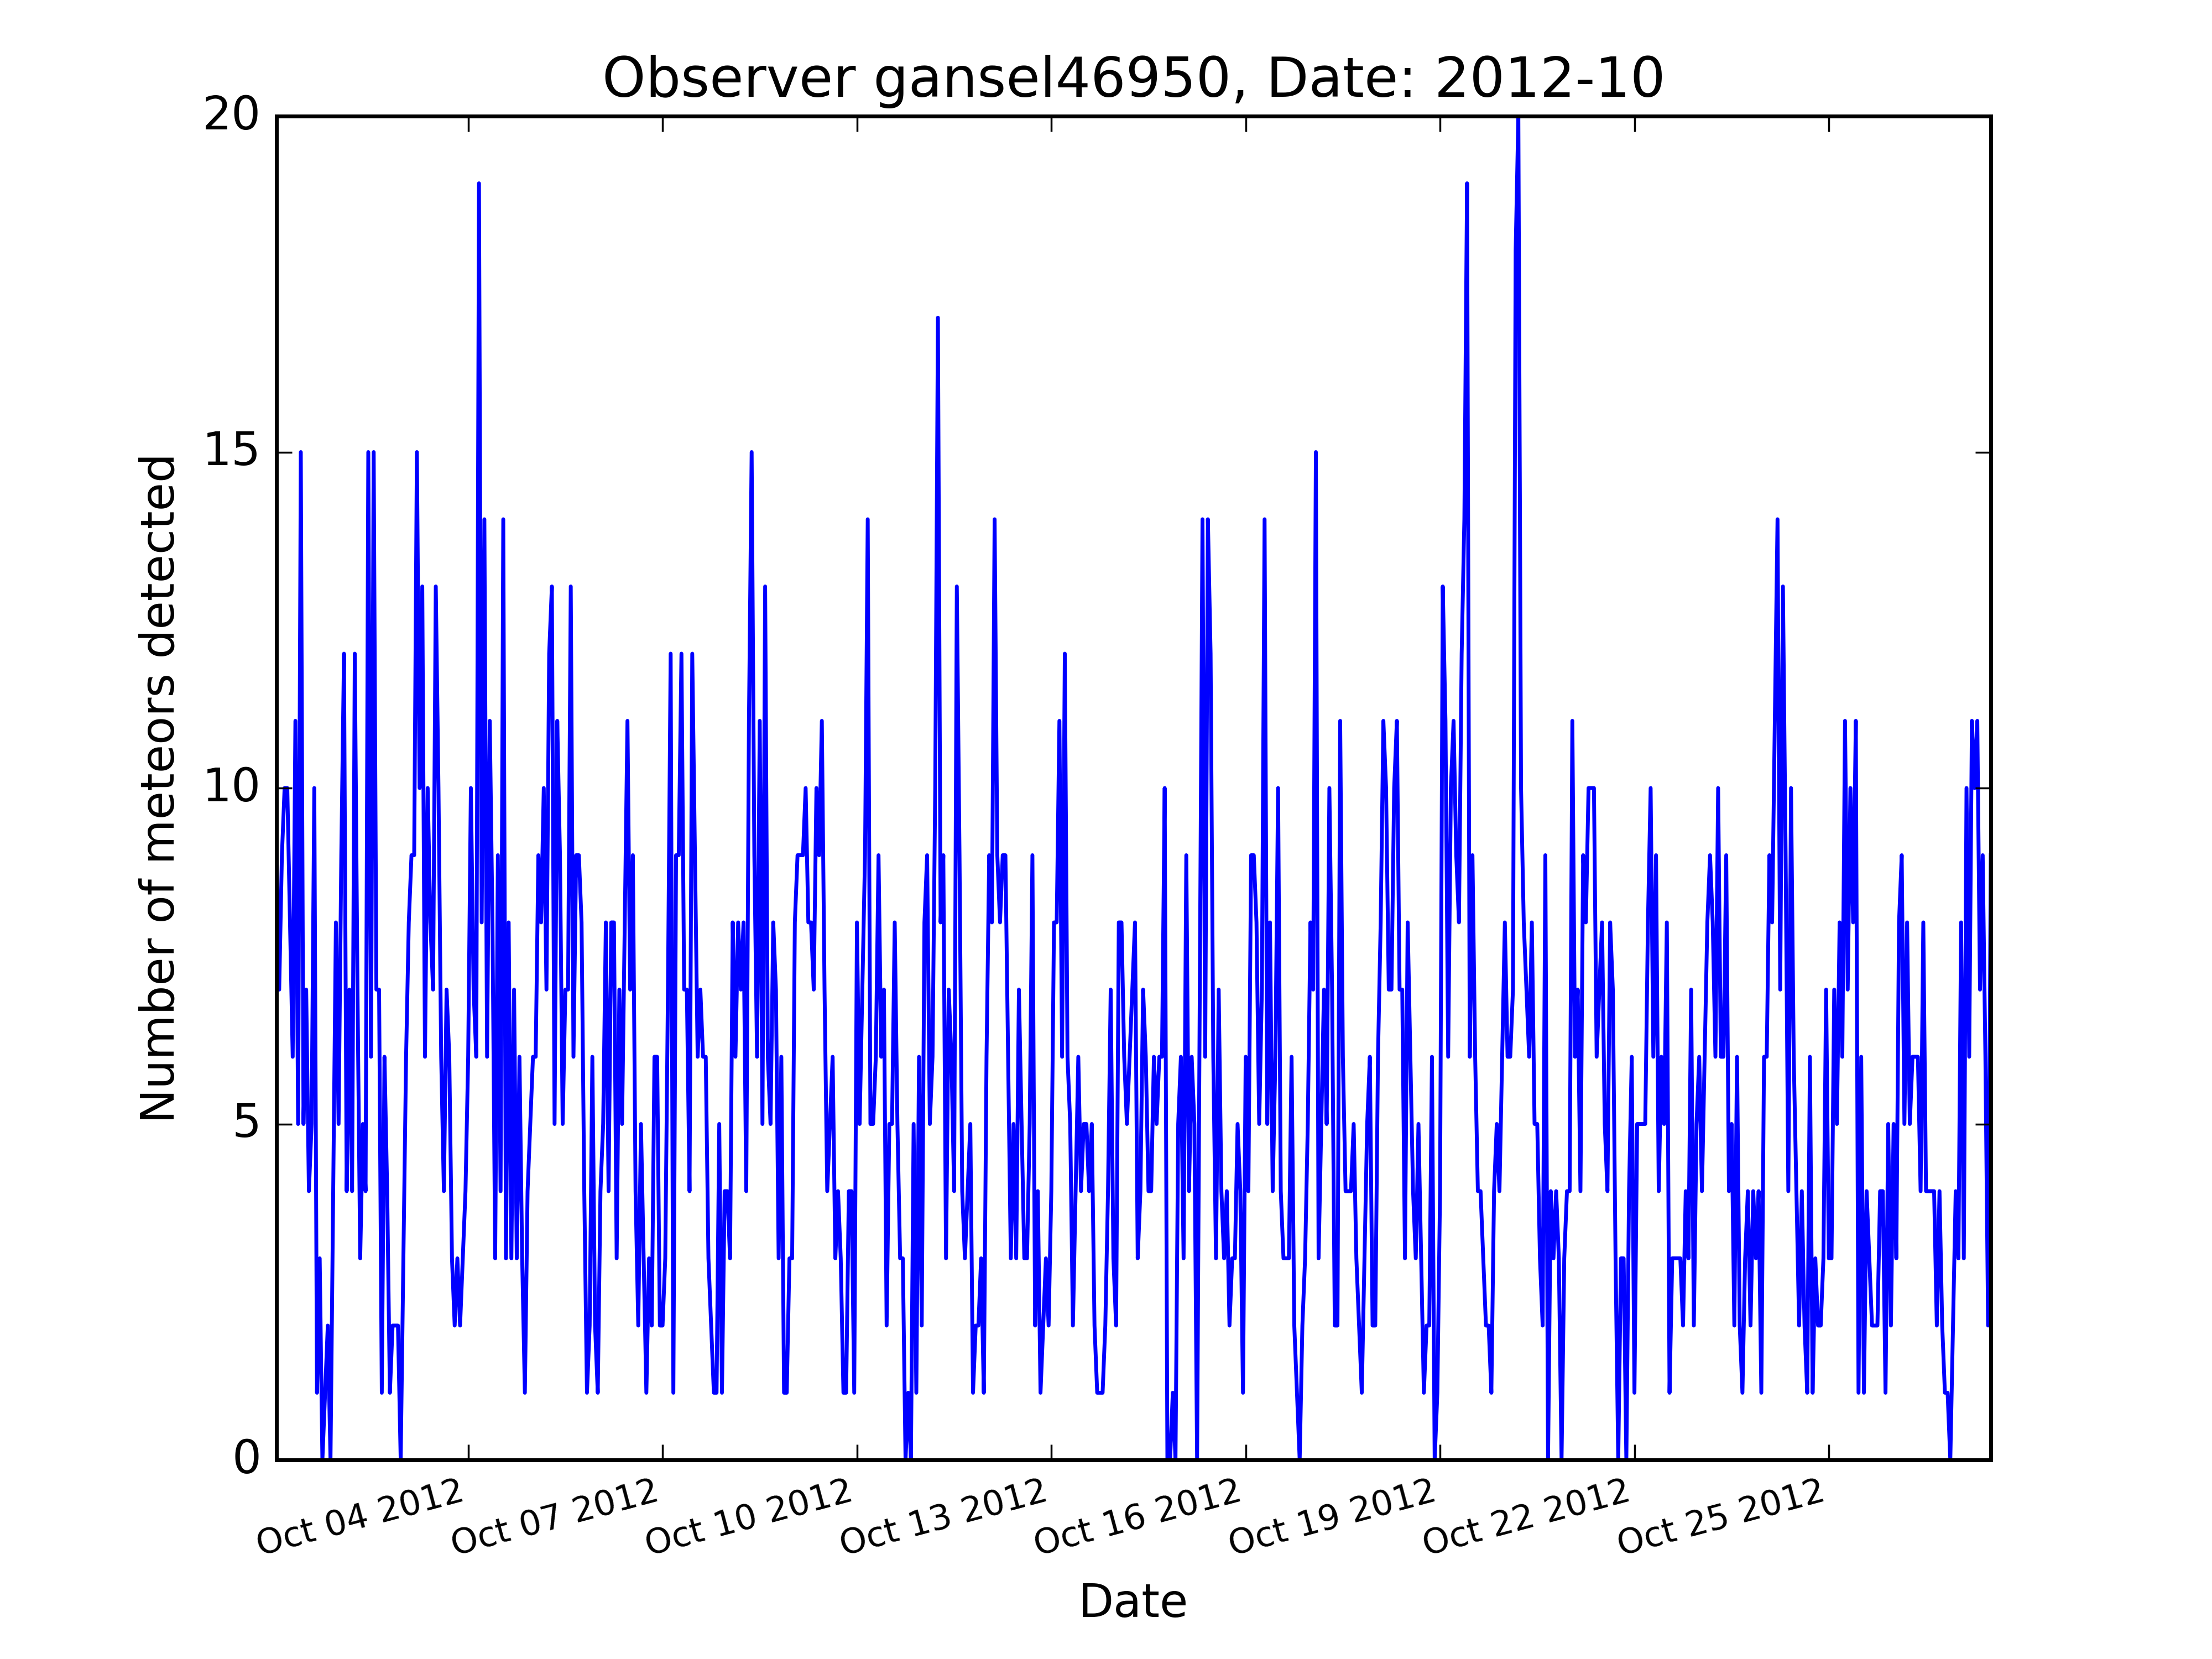 Observer gansel46950, Date: 2012-10
20
15
10
5
0
Number of meteors detected
Oct 04 2012
Oct 07 2012
Oct 10 2012
Oct 13 2012
Oct 16 2012
Oct 19 2012
Oct 22 2012
Oct 25 2012
Date